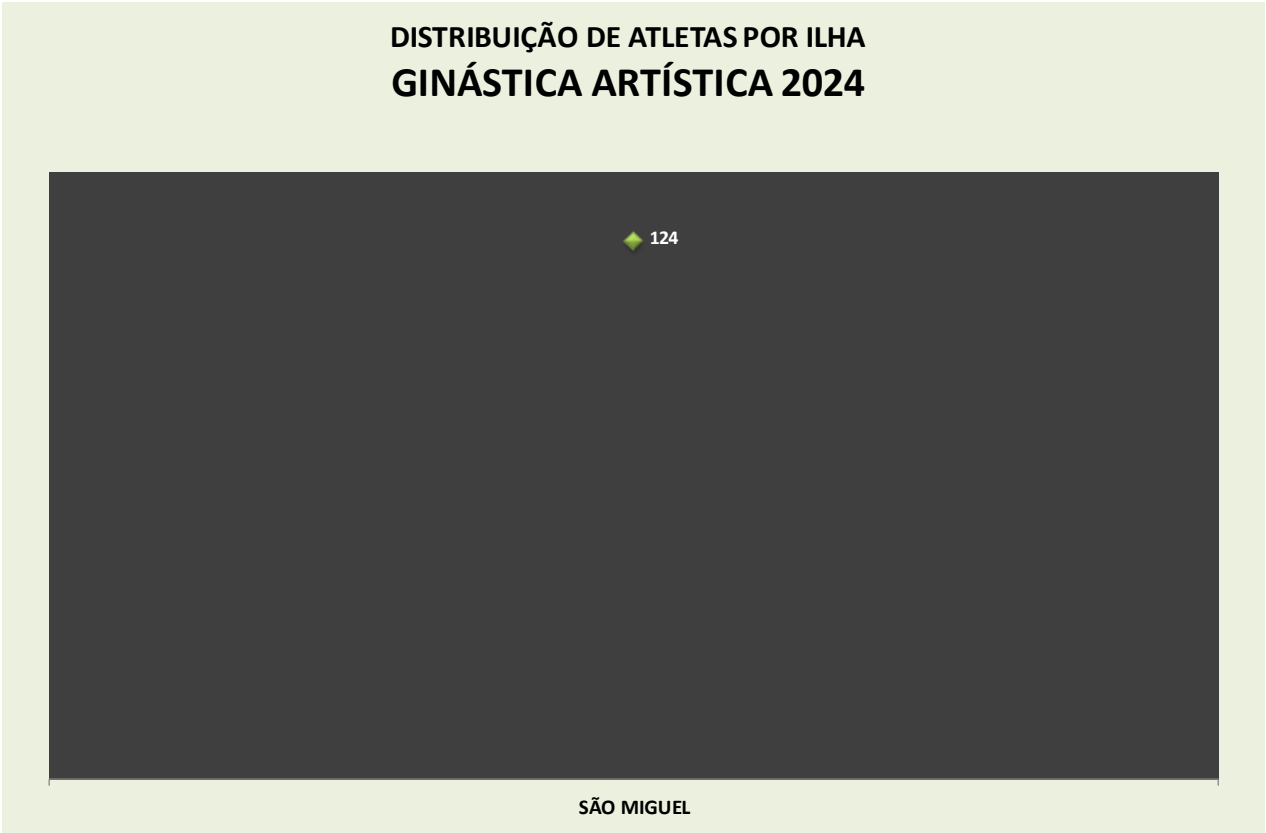 DISTRIBUIÇÃO DE ATLETAS POR ILHA
GINÁSTICA ARTÍSTICA 2024
124
SÃO MIGUEL